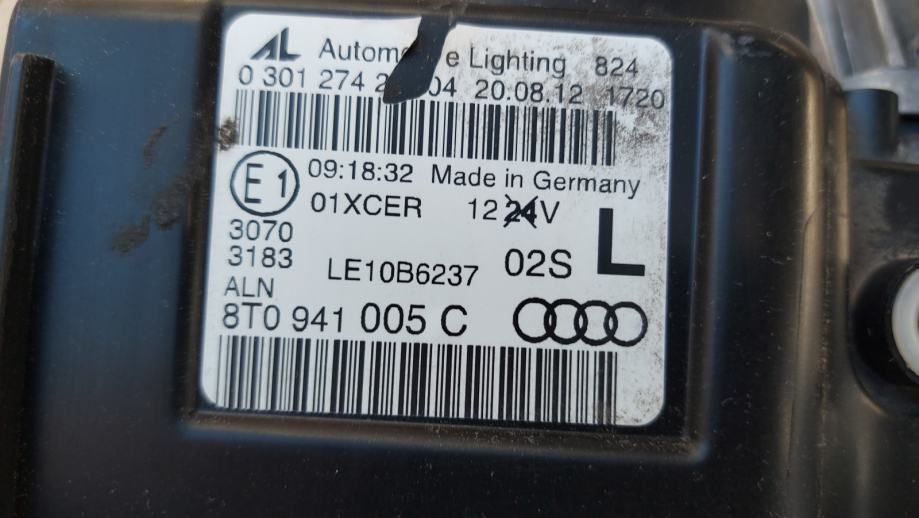 AL Automo e Lighting 824
0 301 274 2 04 20.08.12 1720
E1 09:18:32 Made in Germany
01XCER 12 24 V L
3070
3183 LE10B6237 02S
ALN
8T0 941 005 C